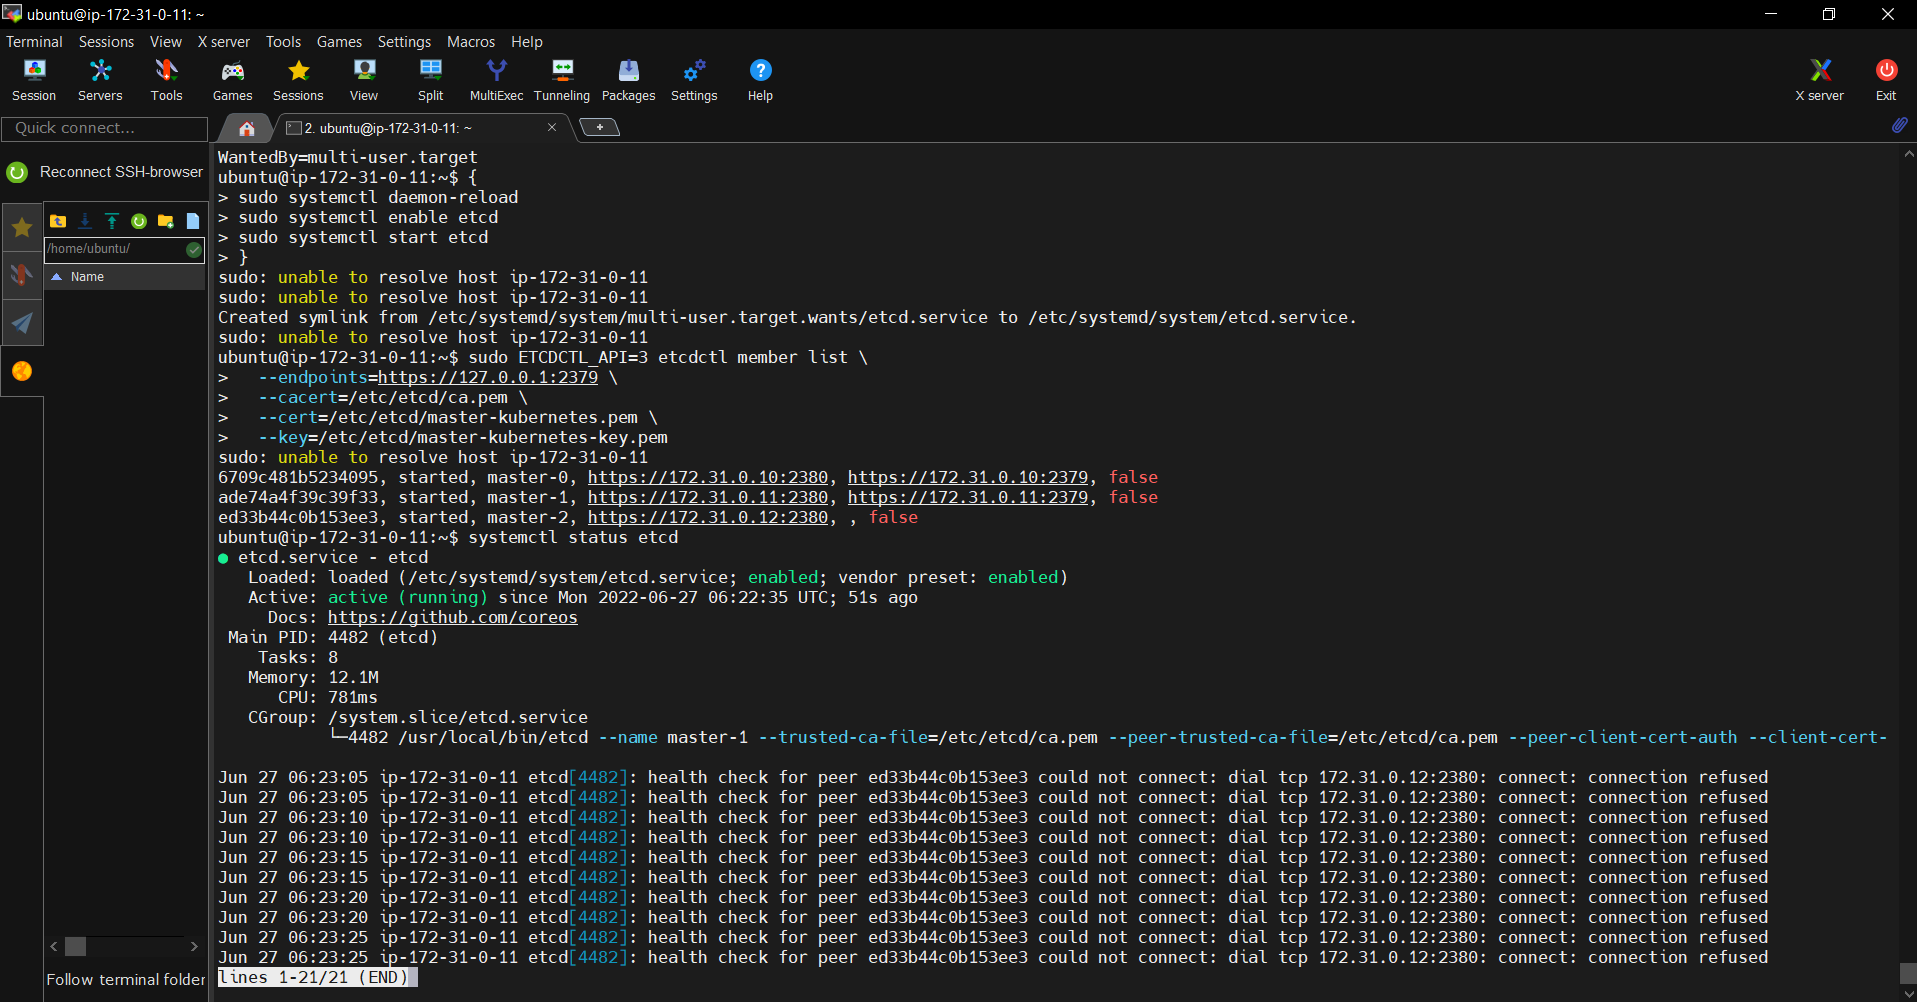 ubuntu@ip-172-31-0-11: ~
Terminal Sessions View X server Tools Games Settings Macros Help
Session Servers Tools Games Sessions View Split MultiExec Tunneling Packages Settings Help X server Exit
Quick connect...
2. ubuntu@ip-172-31-0-11: ~
Reconnect SSH-browser
/home/ubuntu/
Name
Follow terminal folder
WantedBy=multi-user.target
ubuntu@ip-172-31-0-11:~$ {
> sudo systemctl daemon-reload
> sudo systemctl enable etcd
> sudo systemctl start etcd
> }
sudo: unable to resolve host ip-172-31-0-11
sudo: unable to resolve host ip-172-31-0-11
Created symlink from /etc/systemd/system/multi-user.target.wants/etcd.service to /etc/systemd/system/etcd.service.
sudo: unable to resolve host ip-172-31-0-11
ubuntu@ip-172-31-0-11:~$ sudo ETCDCTL_API=3 etcdctl member list \
>   --endpoints=https://127.0.0.1:2379 \
>   --cacert=/etc/etcd/ca.pem \
>   --cert=/etc/etcd/master-kubernetes.pem \
>   --key=/etc/etcd/master-kubernetes-key.pem
sudo: unable to resolve host ip-172-31-0-11
6709c481b5234095, started, master-0, https://172.31.0.10:2380, https://172.31.0.10:2379, false
ade74a4f39c39f33, started, master-1, https://172.31.0.11:2380, https://172.31.0.11:2379, false
ed33b44c0b153ee3, started, master-2, https://172.31.0.12:2380, , false
ubuntu@ip-172-31-0-11:~$ systemctl status etcd
● etcd.service - etcd
   Loaded: loaded (/etc/systemd/system/etcd.service; enabled; vendor preset: enabled)
   Active: active (running) since Mon 2022-06-27 06:22:35 UTC; 51s ago
     Docs: https://github.com/coreos
 Main PID: 4482 (etcd)
    Tasks: 8
   Memory: 12.1M
      CPU: 781ms
   CGroup: /system.slice/etcd.service
           └─4482 /usr/local/bin/etcd --name master-1 --trusted-ca-file=/etc/etcd/ca.pem --peer-trusted-ca-file=/etc/etcd/ca.pem --peer-client-cert-auth --client-cert-
Jun 27 06:23:05 ip-172-31-0-11 etcd[4482]: health check for peer ed33b44c0b153ee3 could not connect: dial tcp 172.31.0.12:2380: connect: connection refused
Jun 27 06:23:05 ip-172-31-0-11 etcd[4482]: health check for peer ed33b44c0b153ee3 could not connect: dial tcp 172.31.0.12:2380: connect: connection refused
Jun 27 06:23:10 ip-172-31-0-11 etcd[4482]: health check for peer ed33b44c0b153ee3 could not connect: dial tcp 172.31.0.12:2380: connect: connection refused
Jun 27 06:23:10 ip-172-31-0-11 etcd[4482]: health check for peer ed33b44c0b153ee3 could not connect: dial tcp 172.31.0.12:2380: connect: connection refused
Jun 27 06:23:15 ip-172-31-0-11 etcd[4482]: health check for peer ed33b44c0b153ee3 could not connect: dial tcp 172.31.0.12:2380: connect: connection refused
Jun 27 06:23:15 ip-172-31-0-11 etcd[4482]: health check for peer ed33b44c0b153ee3 could not connect: dial tcp 172.31.0.12:2380: connect: connection refused
Jun 27 06:23:20 ip-172-31-0-11 etcd[4482]: health check for peer ed33b44c0b153ee3 could not connect: dial tcp 172.31.0.12:2380: connect: connection refused
Jun 27 06:23:20 ip-172-31-0-11 etcd[4482]: health check for peer ed33b44c0b153ee3 could not connect: dial tcp 172.31.0.12:2380: connect: connection refused
Jun 27 06:23:25 ip-172-31-0-11 etcd[4482]: health check for peer ed33b44c0b153ee3 could not connect: dial tcp 172.31.0.12:2380: connect: connection refused
Jun 27 06:23:25 ip-172-31-0-11 etcd[4482]: health check for peer ed33b44c0b153ee3 could not connect: dial tcp 172.31.0.12:2380: connect: connection refused
lines 1-21/21 (END)